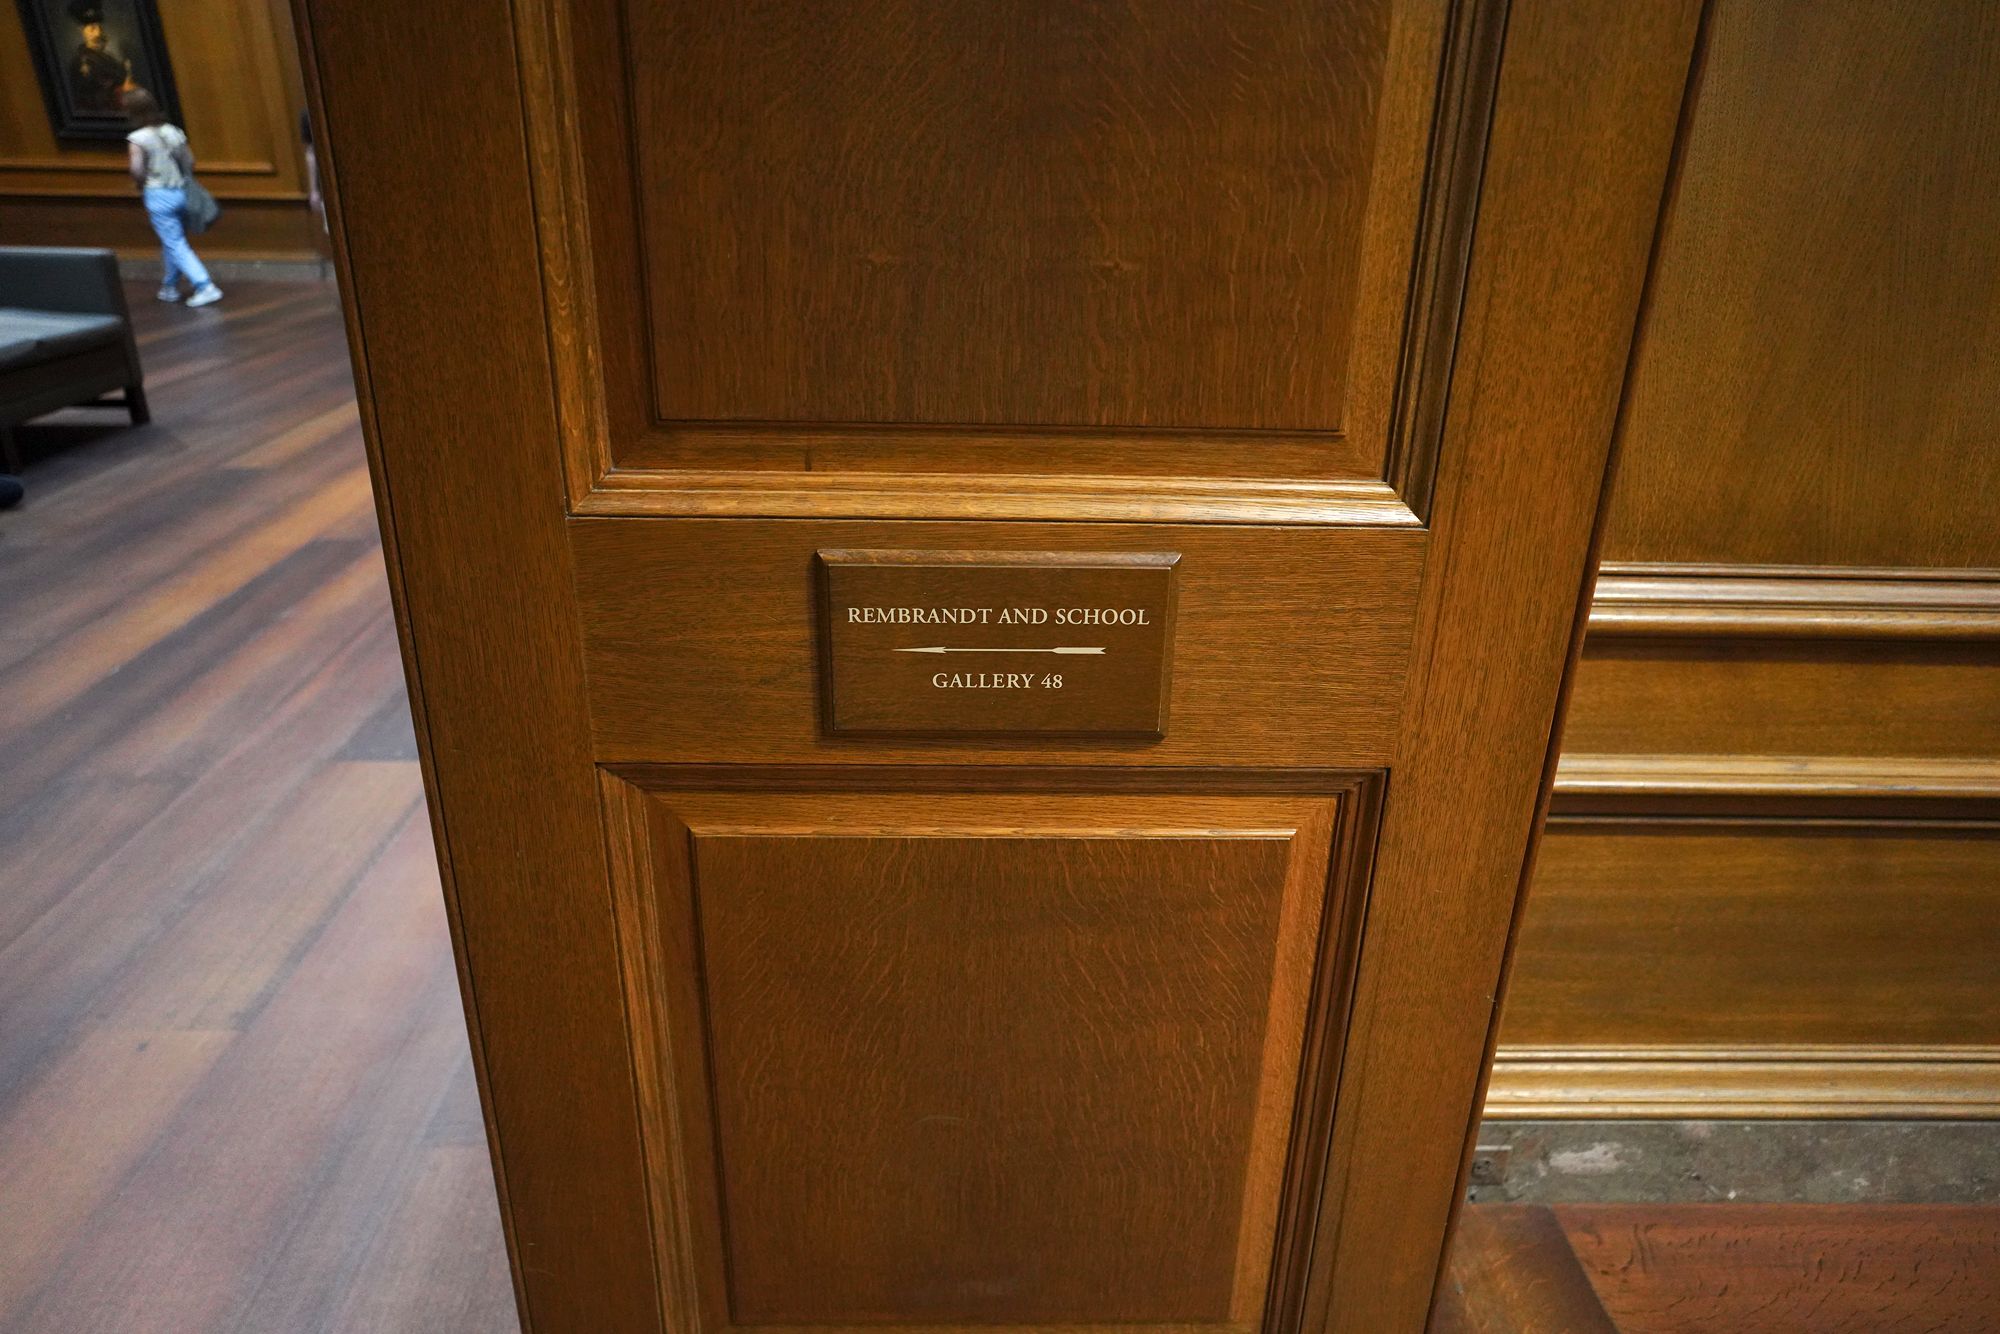 REMBRANDT AND SCHOOL
GALLERY 48